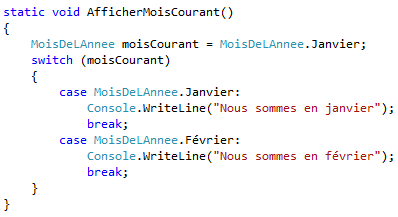 static void AfficherMoisCourant()
{
    MoisDeLAnnee moisCourant = MoisDeLAnnee.Janvier;
    switch (moisCourant)
    {
        case MoisDeLAnnee.Janvier:
            Console.WriteLine("Nous sommes en janvier");
            break;
        case MoisDeLAnnee.Février:
            Console.WriteLine("Nous sommes en février");
            break;
    }
}